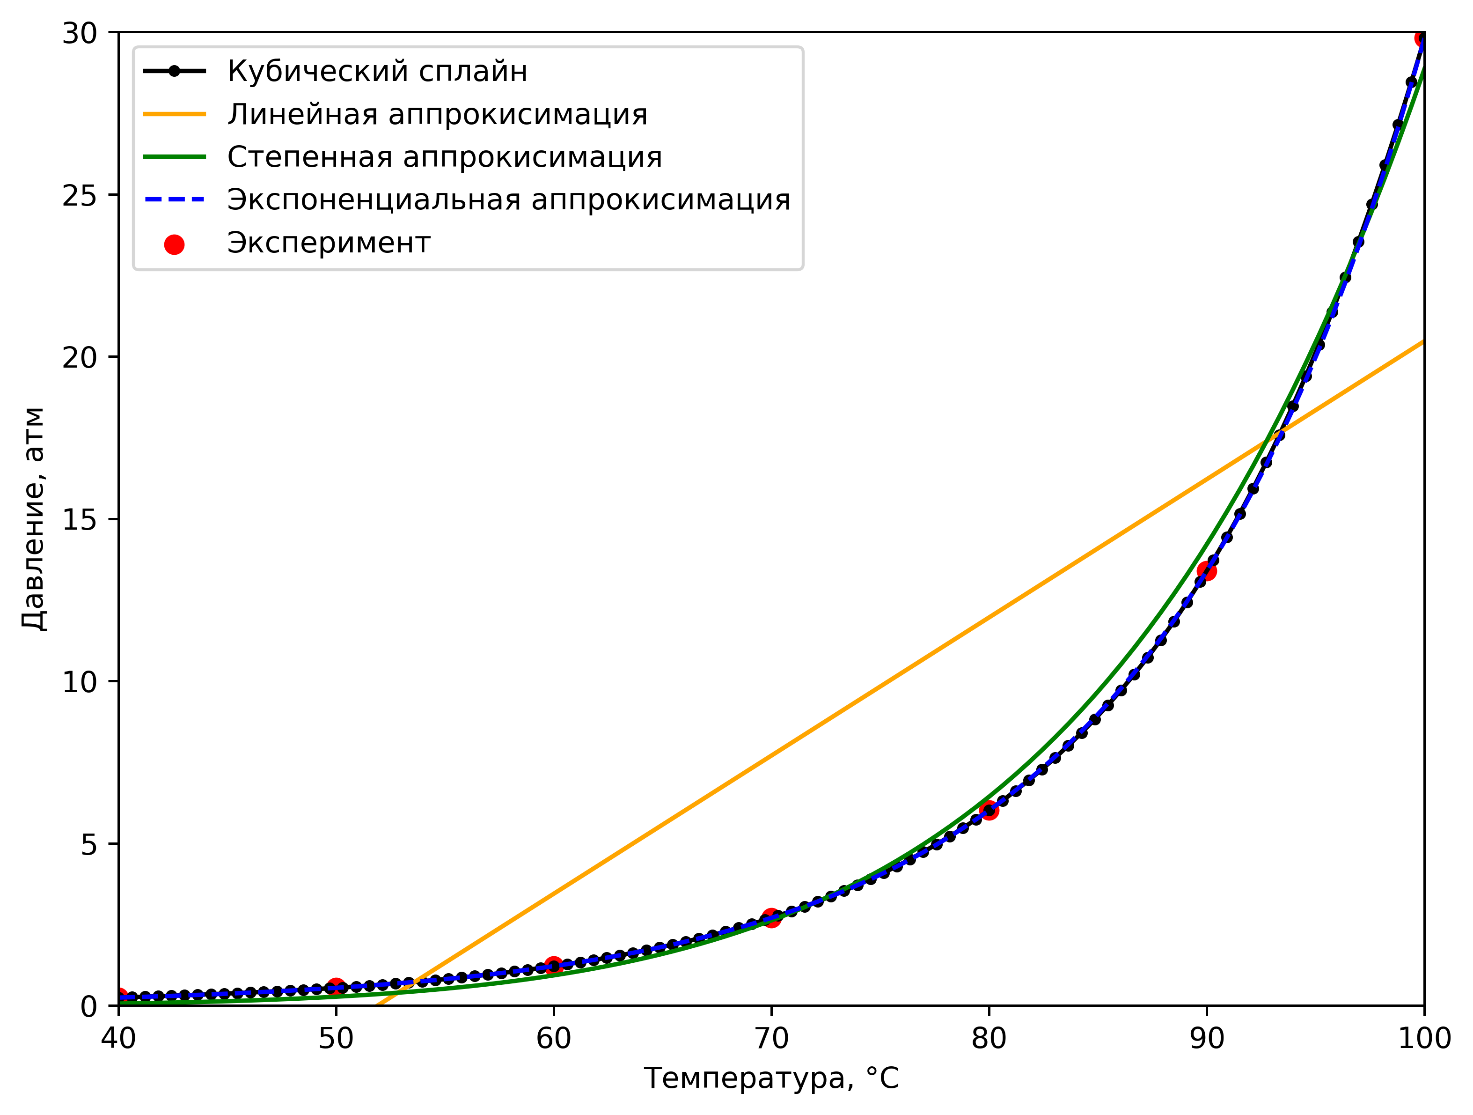 30
25
20
15
10
5
0
Давление, атм
Кубический сплайн
Линейная аппрокисимация
Степенная аппрокисимация
Экспоненциальная аппрокисимация
Эксперимент
40 50 60 70 80 90 100
Температура, °C